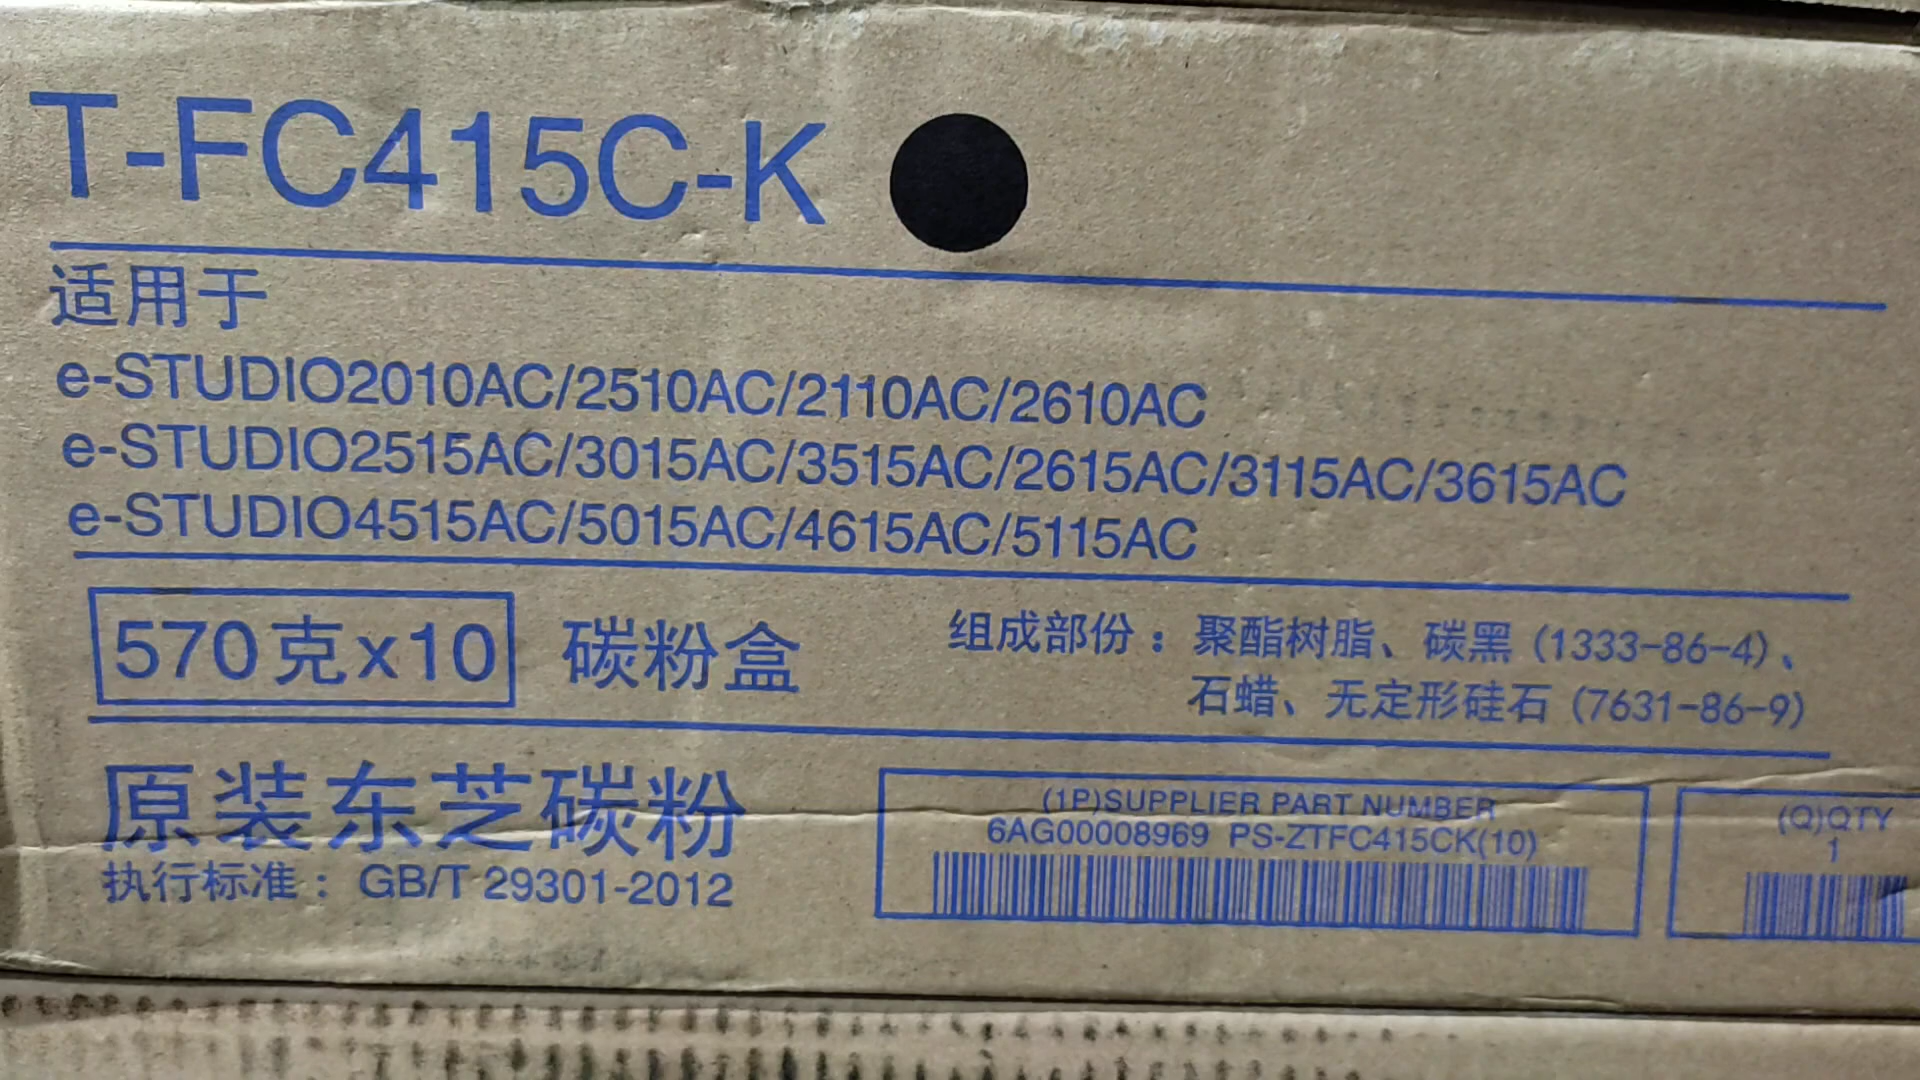 T-FC415C-K
适用于
e-STUDIO2010AC/2510AC/2110AC/2610AC
e-STUDIO2515AC/3015AC/3515AC/2615AC/3115AC/3615AC
e-STUDIO4515AC/5015AC/4615AC/5115AC
570克x10 碳粉盒
组成部份：聚酯树脂、碳黑 (1333-86-4)、
石蜡、无定形硅石 (7631-86-9)
原装东芝碳粉
执行标准：GB/T 29301-2012
(1P)SUPPLIER PART NUMBER
6AG00008969 PS-ZTFC415CK(10)
(Q)QTY
1